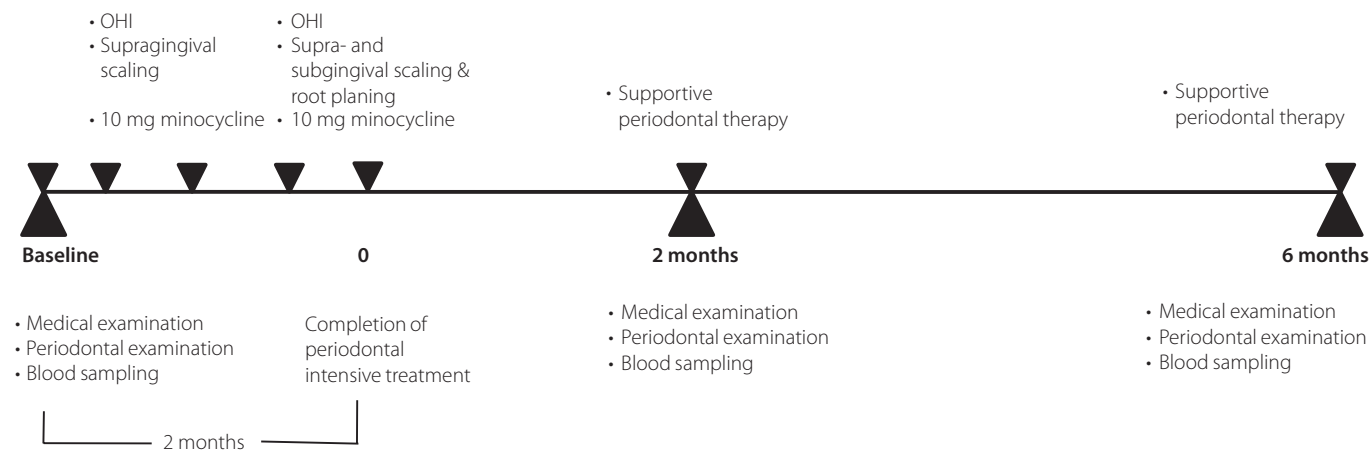 • OHI
• Supragingival
scaling
• 10 mg minocycline
• OHI
• Supra- and
subgingival scaling &
root planing
• 10 mg minocycline
• Supportive
periodontal therapy
• Supportive
periodontal therapy
Baseline
0
2 months
6 months
• Medical examination
• Periodontal examination
• Blood sampling
Completion of
periodontal
intensive treatment
• Medical examination
• Periodontal examination
• Blood sampling
• Medical examination
• Periodontal examination
• Blood sampling
2 months